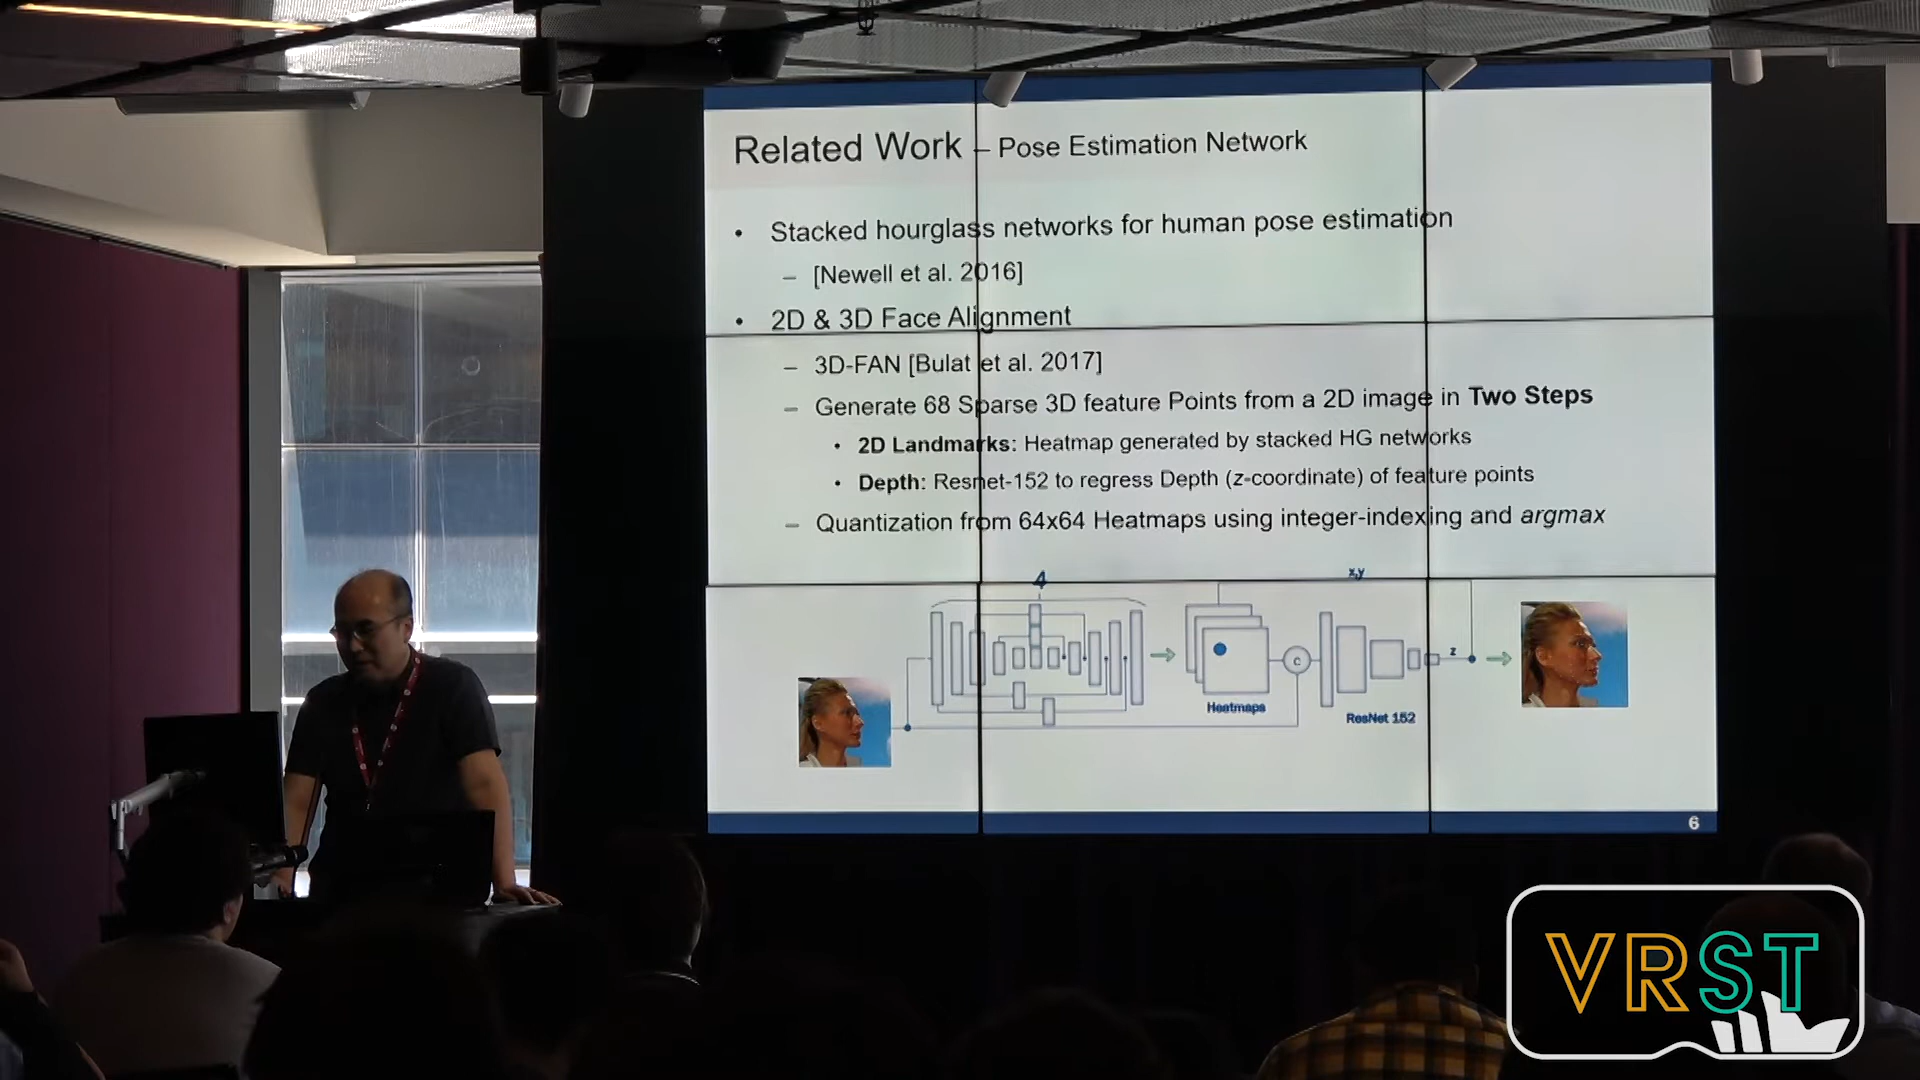 Related Work – Pose Estimation Network
• Stacked hourglass networks for human pose estimation
– [Newell et al. 2016]
• 2D & 3D Face Alignment
– 3D-FAN [Bulat et al. 2017]
– Generate 68 Sparse 3D feature Points from a 2D image in Two Steps
• 2D Landmarks: Heatmap generated by stacked HG networks
• Depth: Resnet-152 to regress Depth (z-coordinate) of feature points
– Quantization from 64x64 Heatmaps using integer-indexing and argmax
4
x,y
C
z
Heatmaps
ResNet 152
6
VRST